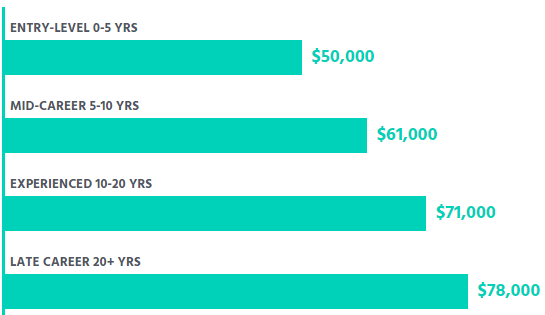 ENTRY-LEVEL 0-5 YRS
$50,000
MID-CAREER 5-10 YRS
$61,000
EXPERIENCED 10-20 YRS
$71,000
LATE CAREER 20+ YRS
$78,000